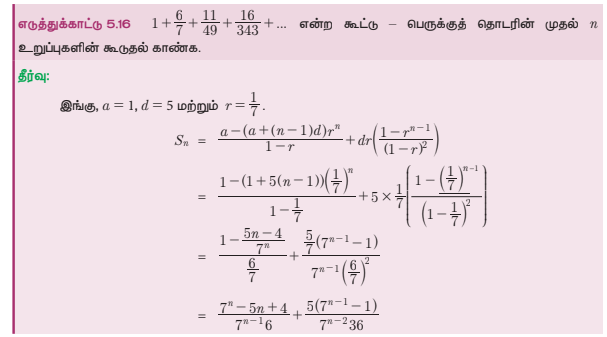 எடுத்துக்காட்டு 5.16 $1+\frac{6}{7}+\frac{11}{49}+\frac{16}{343}+...$ என்ற கூட்டு – பெருக்குத் தொடரின் முதல் $n$
உறுப்புகளின் கூடுதல் காண்க.
தீர்வு:
இங்கு, $a = 1, d = 5$ மற்றும் $r = \frac{1}{7}$.
$S_n = \frac{a-(a+(n-1)d)r^n}{1-r}+dr\left(\frac{1-r^{n-1}}{(1-r)^2}\right)$
$= \frac{1-(1+5(n-1))\left(\frac{1}{7}\right)^n}{1-\frac{1}{7}}+5\times\frac{1}{7}\left(\frac{1-\left(\frac{1}{7}\right)^{n-1}}{\left(1-\frac{1}{7}\right)^2}\right)$
$= \frac{1-\frac{5n-4}{7^n}}{\frac{6}{7}}+\frac{\frac{5}{7}(7^{n-1}-1)}{7^{n-1}\left(\frac{6}{7}\right)^2}$
$= \frac{7^n-5n+4}{7^{n-1}6}+\frac{5(7^{n-1}-1)}{7^{n-2}36}$